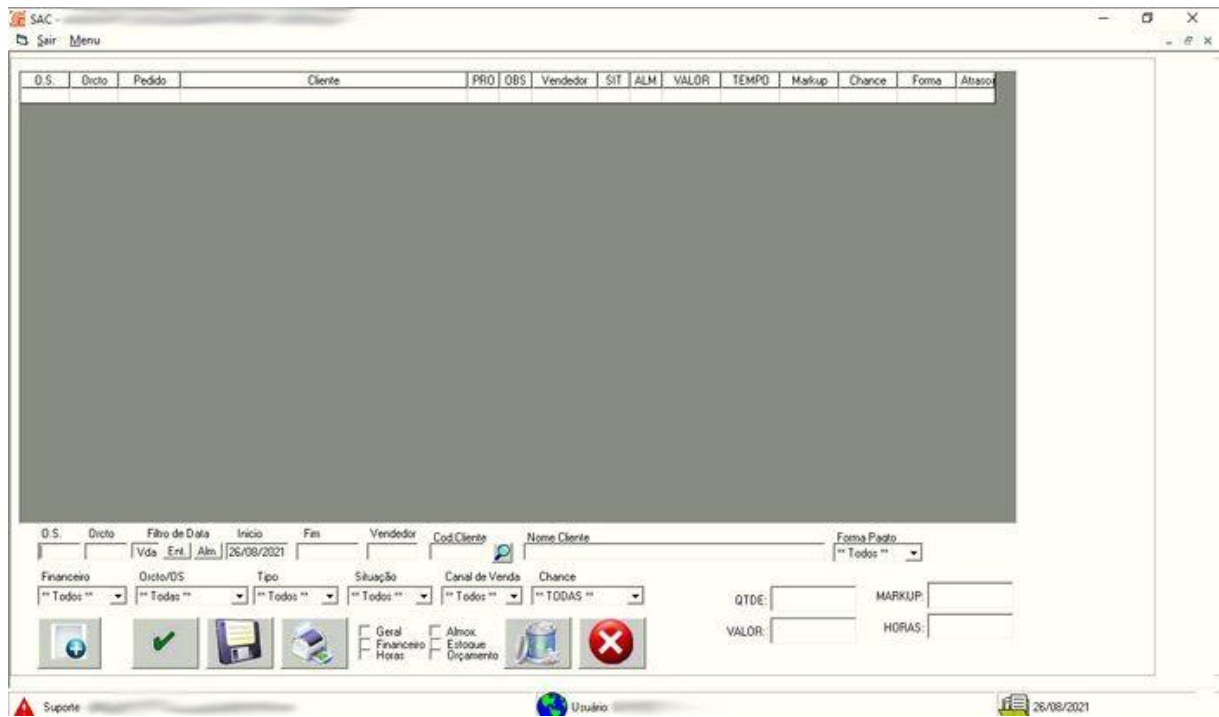 SAC -
Sair Menu
O.S. Orcto Pedido Cliente PRO OBS Vendedor SIT ALM VALOR TEMPO Markup Chance Forma Atraso
O.S. Orcto Filtro de Data Inicio Fim Vendedor Cod.Cliente Nome Cliente Forma Pagto
Vda Ent. Alm. 26/08/2021 ** Todos **
Financeiro Orcto/OS Tipo Situação Canal de Venda Chance
** Todos ** ** Todas ** ** Todos ** ** Todos ** ** Todos ** ** TODAS **
QTDE: MARKUP:
VALOR: HORAS:
Geral Almox.
Financeiro Estoque
Horas Orçamento
Suporte Usuário: 26/08/2021